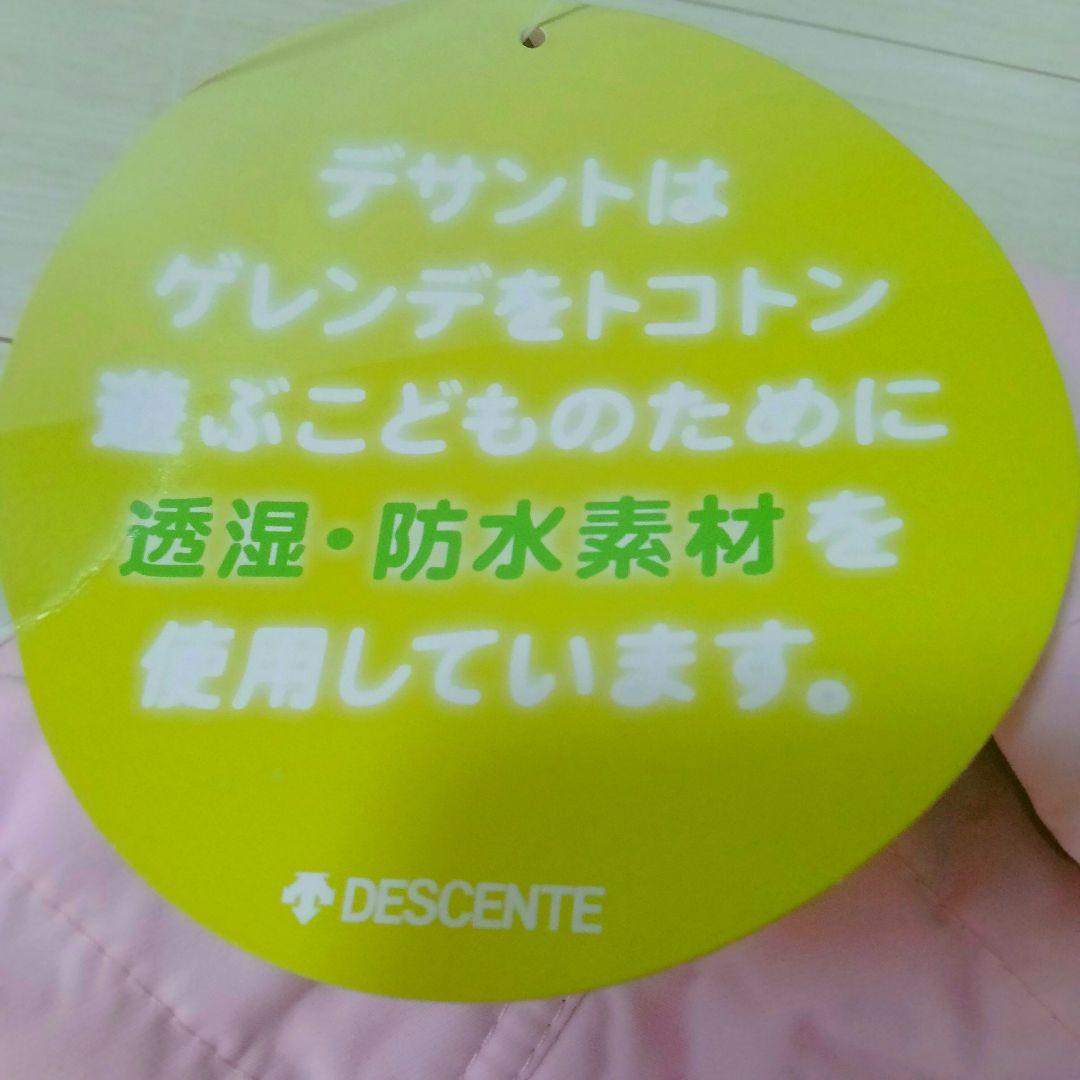 デサントは
ゲレンデをトコトン
遊ぶこどものために
透湿・防水素材を
使用しています。
DESCENTE